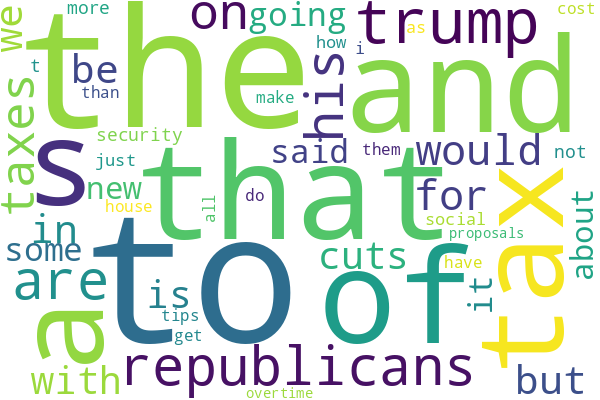 more
cost
the
on
going
trump
we
as
how
i
t
be
his
and
than
make
taxes
s
security
that
said
them
would
not
just
new
do
for
tax
house
all
social
about
in
to
of
proposals
some
cuts
have
are
is
it
a
tips
get
republicans
with
but
overtime